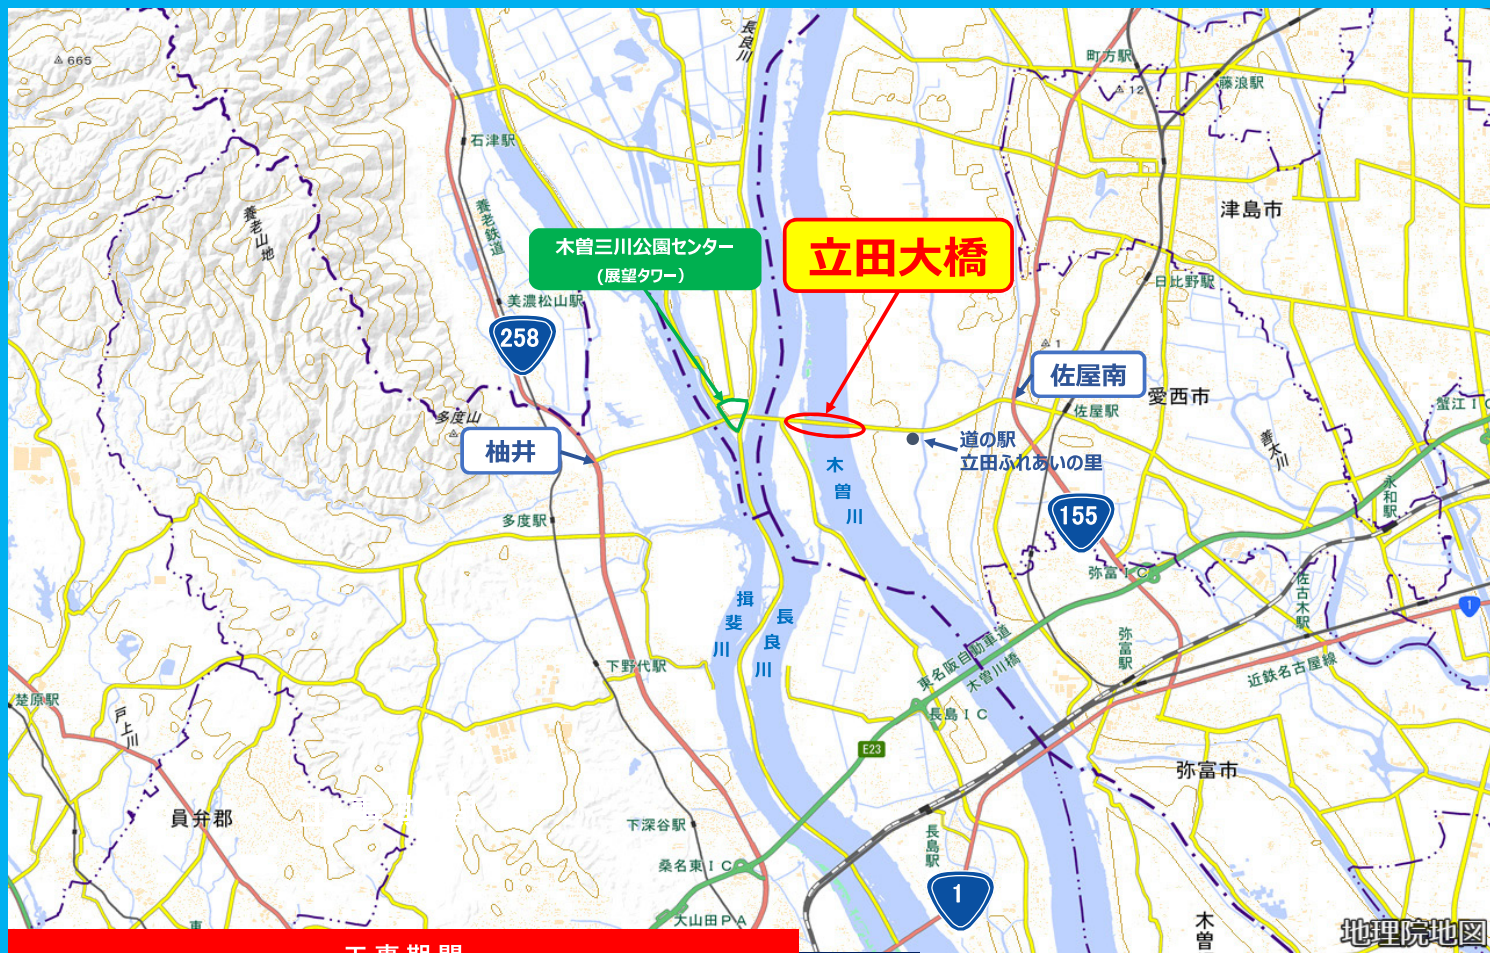 665
長良川
町方駅
12
藤浪駅
石津駅
養老鉄道
養老山地
津島市
木曽三川公園センター
(展望タワー)
立田大橋
日比野駅
美濃松山駅
258
1
佐屋南
愛西市
佐屋駅
蟹江IC
多度山
柚井
道の駅
立田ふれあいの里
善太川
木曽川
永和駅
155
多度駅
弥富IC
佐古木駅
1
揖斐川
長良川
弥富駅
東名阪自動車道
木曽川橋
下野代駅
近鉄名古屋線
楚原駅
戸上川
長島IC
E23
弥富市
員弁郡
下深谷駅
長島駅
桑名東IC
1
大山田PA
木曽
地理院地図
工事期間